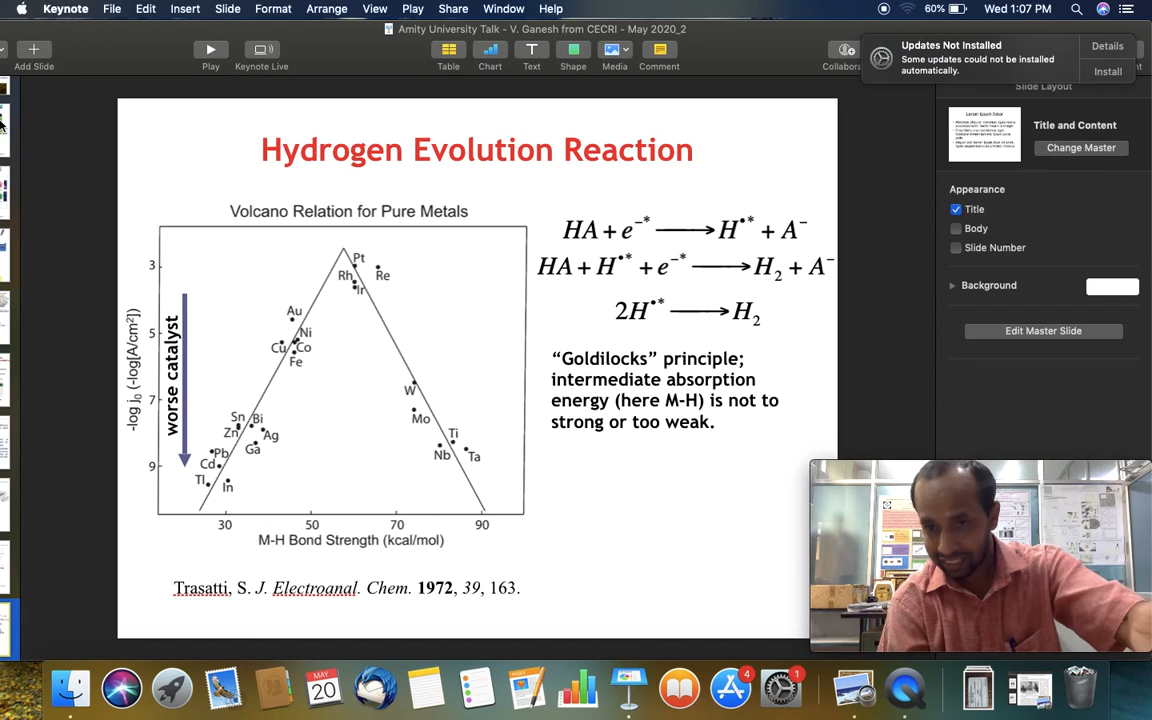 Keynote File Edit Insert Slide Format Arrange View Play Share Window Help 60% Wed 1:07 PM
Amity University Talk - V. Ganesh from CECRI - May 2020_2
Add Slide Play Keynote Live Table Chart Text Shape Media Comment Collabora
Updates Not Installed
Some updates could not be installed automatically.
Details
Install
Slide Layout
Title and Content
Change Master
Appearance
Title
Body
Slide Number
Background
Edit Master Slide
Hydrogen Evolution Reaction
Volcano Relation for Pure Metals
-log j₀ (-log[A/cm²])
worse catalyst
3
5
7
9
Pt
Rh
Re
Ir
Au
Ni
Cu
Co
Fe
W
Mo
Sn
Bi
Zn
Ag
Ti
Ga
Pb
Nb
Ta
Cd
Tl
In
30 50 70 90
M-H Bond Strength (kcal/mol)
HA + e⁻* ⟶ H•* + A⁻
HA + H•* + e⁻* ⟶ H₂ + A⁻
2H•* ⟶ H₂
“Goldilocks” principle;
intermediate absorption
energy (here M-H) is not to
strong or too weak.
Trasatti, S. J. Electroanal. Chem. 1972, 39, 163.
MAY
20
4
1